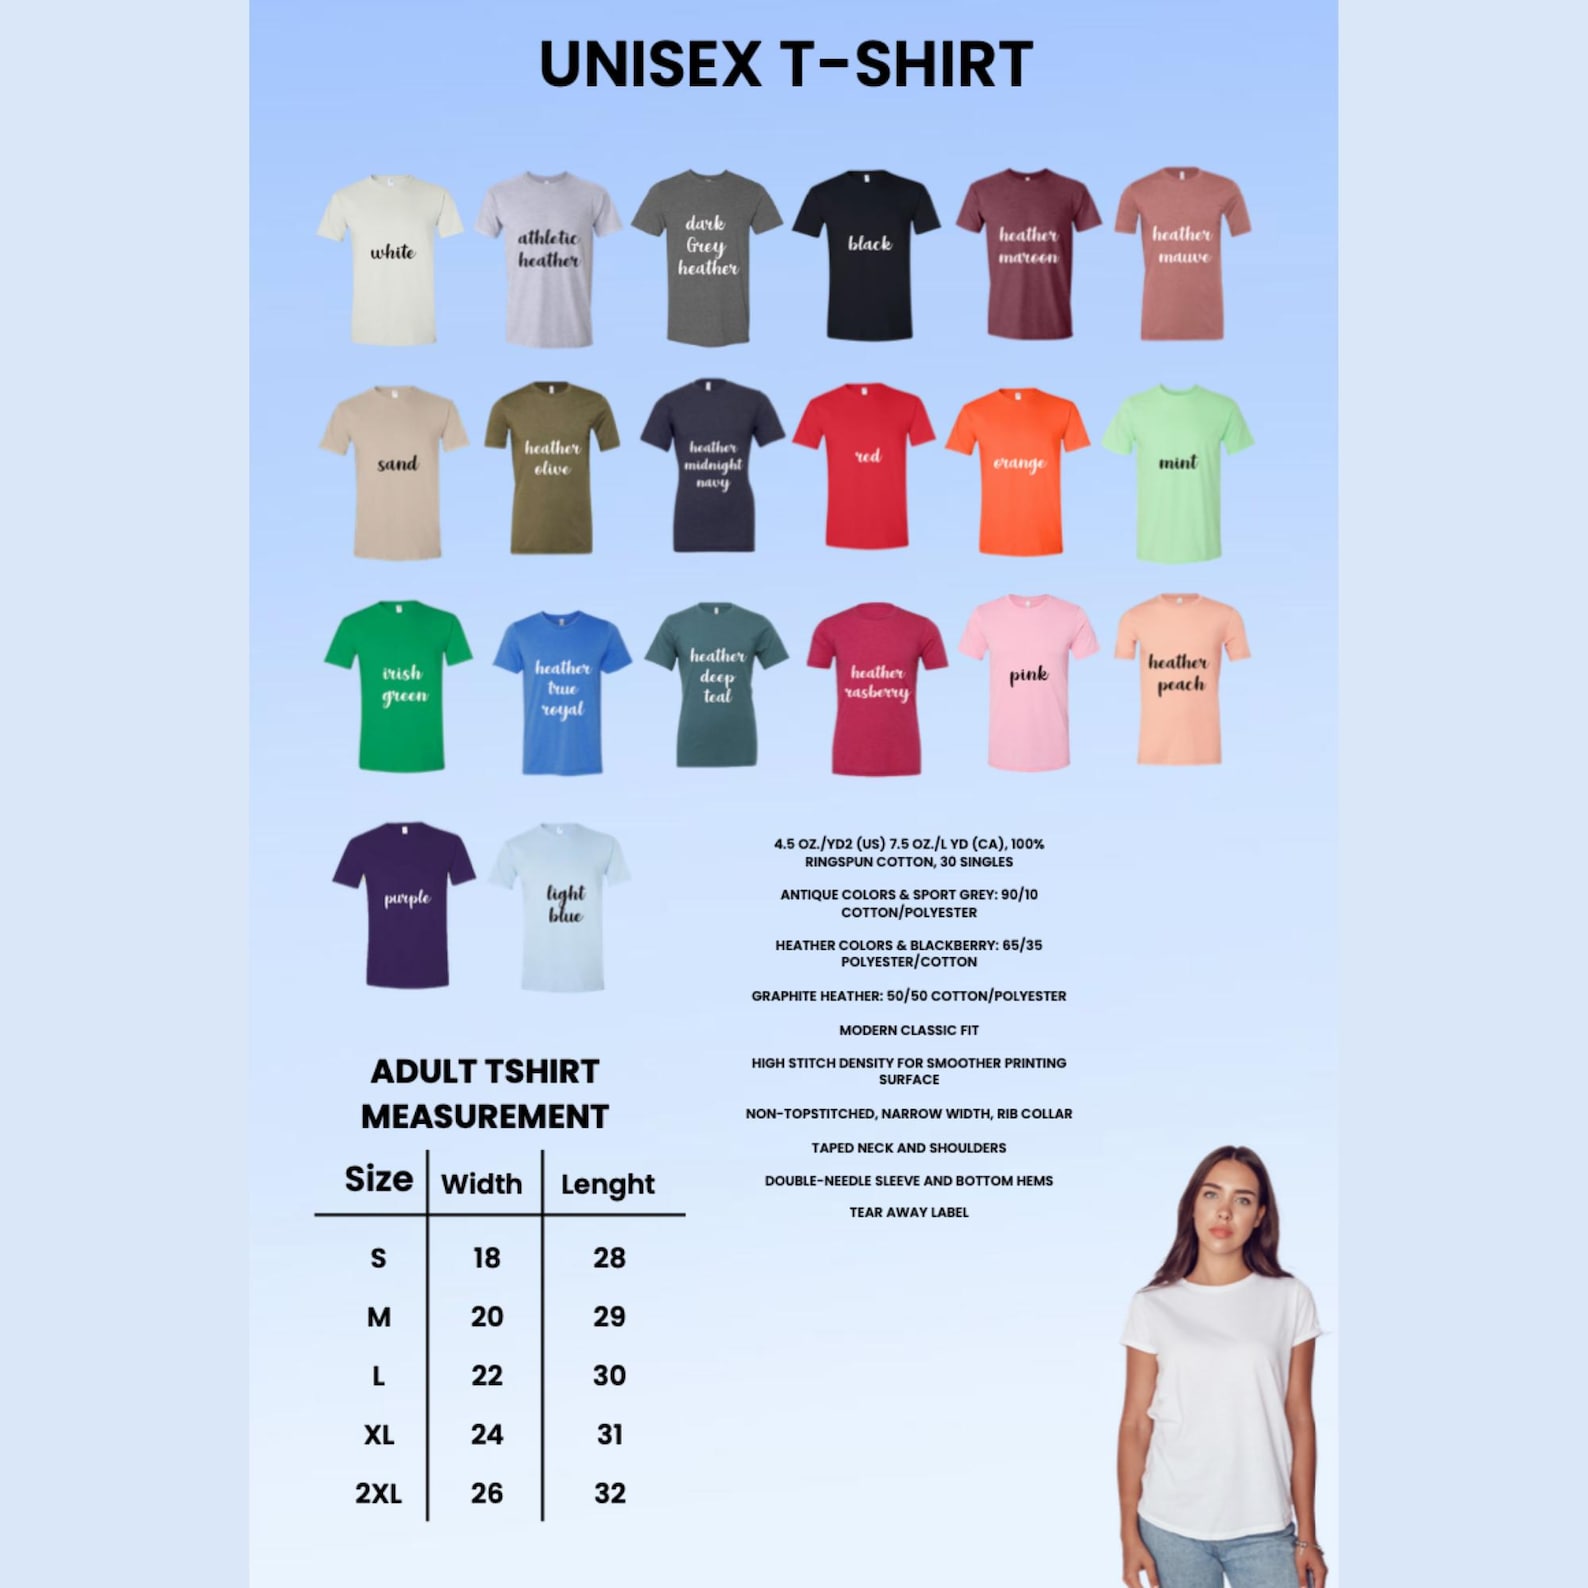 UNISEX T-SHIRT
white
athletic
heather
dark
Grey
heather
black
heather
maroon
heather
mauve
sand
heather
olive
heather
midnight
navy
red
orange
mint
irish
green
heather
true
royal
heather
deep
teal
heather
rasberry
pink
heather
peach
purple
light
blue
4.5 OZ./YD2 (US) 7.5 OZ./L YD (CA), 100%
RINGSPUN COTTON, 30 SINGLES
ANTIQUE COLORS & SPORT GREY: 90/10
COTTON/POLYESTER
HEATHER COLORS & BLACKBERRY: 65/35
POLYESTER/COTTON
GRAPHITE HEATHER: 50/50 COTTON/POLYESTER
MODERN CLASSIC FIT
HIGH STITCH DENSITY FOR SMOOTHER PRINTING
SURFACE
NON-TOPSTITCHED, NARROW WIDTH, RIB COLLAR
TAPED NECK AND SHOULDERS
DOUBLE-NEEDLE SLEEVE AND BOTTOM HEMS
TEAR AWAY LABEL
ADULT TSHIRT
MEASUREMENT
Size Width Lenght
S 18 28
M 20 29
L 22 30
XL 24 31
2XL 26 32